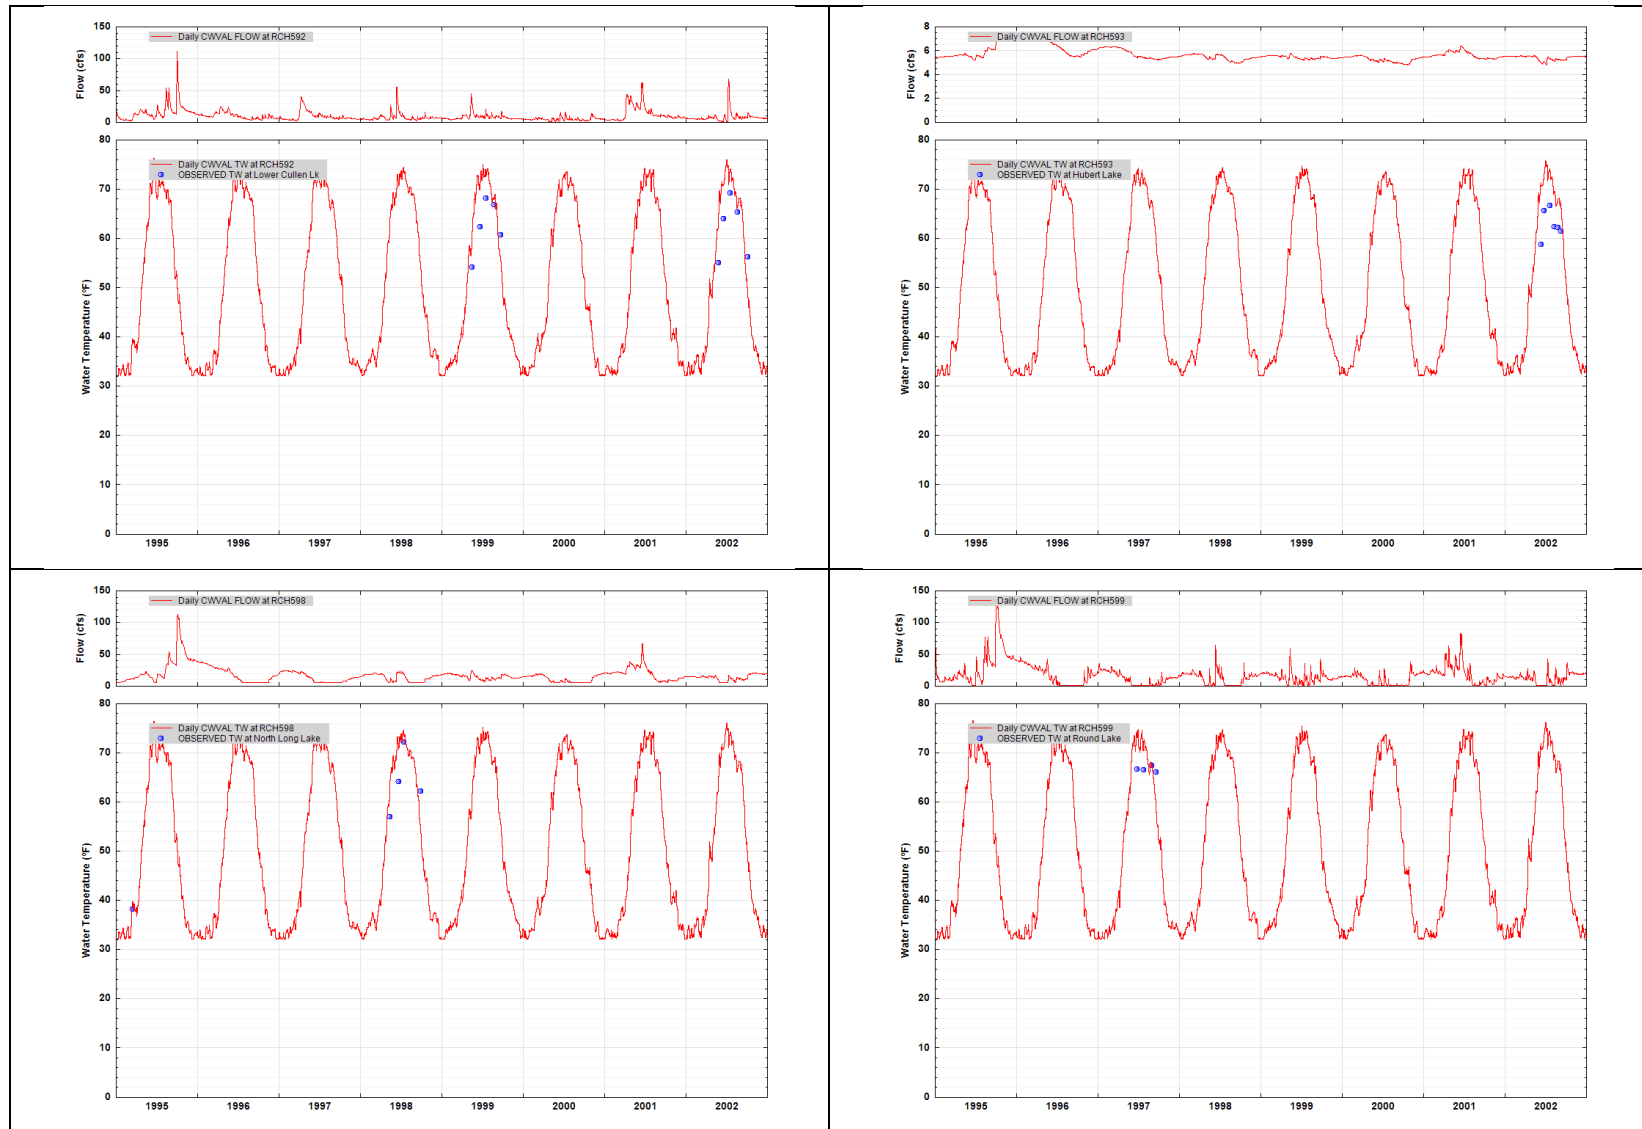 150
100
50
0
Flow (cfs)
Daily CWVAL FLOW at RCH592
80
70
60
50
40
30
20
10
0
Water Temperature (°F)
Daily CWVAL TW at RCH592
OBSERVED TW at Lower Cullen Lk
1995 1996 1997 1998 1999 2000 2001 2002
8
6
4
2
0
Flow (cfs)
Daily CWVAL FLOW at RCH593
80
70
60
50
40
30
20
10
0
Water Temperature (°F)
Daily CWVAL TW at RCH593
OBSERVED TW at Hubert Lake
1995 1996 1997 1998 1999 2000 2001 2002
150
100
50
0
Flow (cfs)
Daily CWVAL FLOW at RCH598
80
70
60
50
40
30
20
10
0
Water Temperature (°F)
Daily CWVAL TW at RCH598
OBSERVED TW at North Long Lake
1995 1996 1997 1998 1999 2000 2001 2002
150
100
50
0
Flow (cfs)
Daily CWVAL FLOW at RCH599
80
70
60
50
40
30
20
10
0
Water Temperature (°F)
Daily CWVAL TW at RCH599
OBSERVED TW at Round Lake
1995 1996 1997 1998 1999 2000 2001 2002